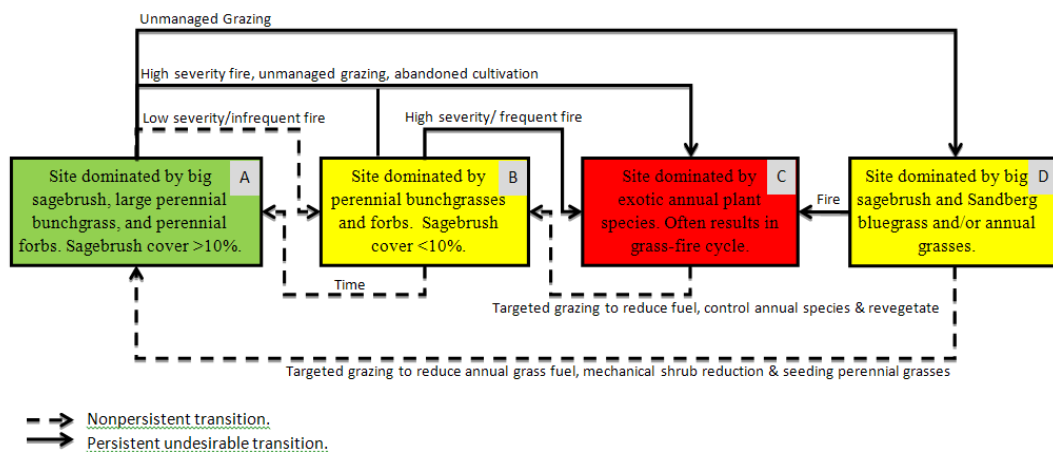 Unmanaged Grazing
High severity fire, unmanaged grazing, abandoned cultivation
Low severity/infrequent fire
High severity/ frequent fire
Site dominated by big
sagebrush, large perennial
bunchgrass, and perennial
forbs. Sagebrush cover >10%.
A
Site dominated by
perennial bunchgrasses
and forbs.  Sagebrush
cover <10%.
B
Site dominated by
exotic annual plant
species. Often results in
grass-fire cycle.
C
Fire
Site dominated by big
sagebrush and Sandberg
bluegrass and/or annual
grasses.
D
Time
Targeted grazing to reduce fuel, control annual species & revegetate
Targeted grazing to reduce annual grass fuel, mechanical shrub reduction & seeding perennial grasses
Nonpersistent transition.
Persistent undesirable transition.